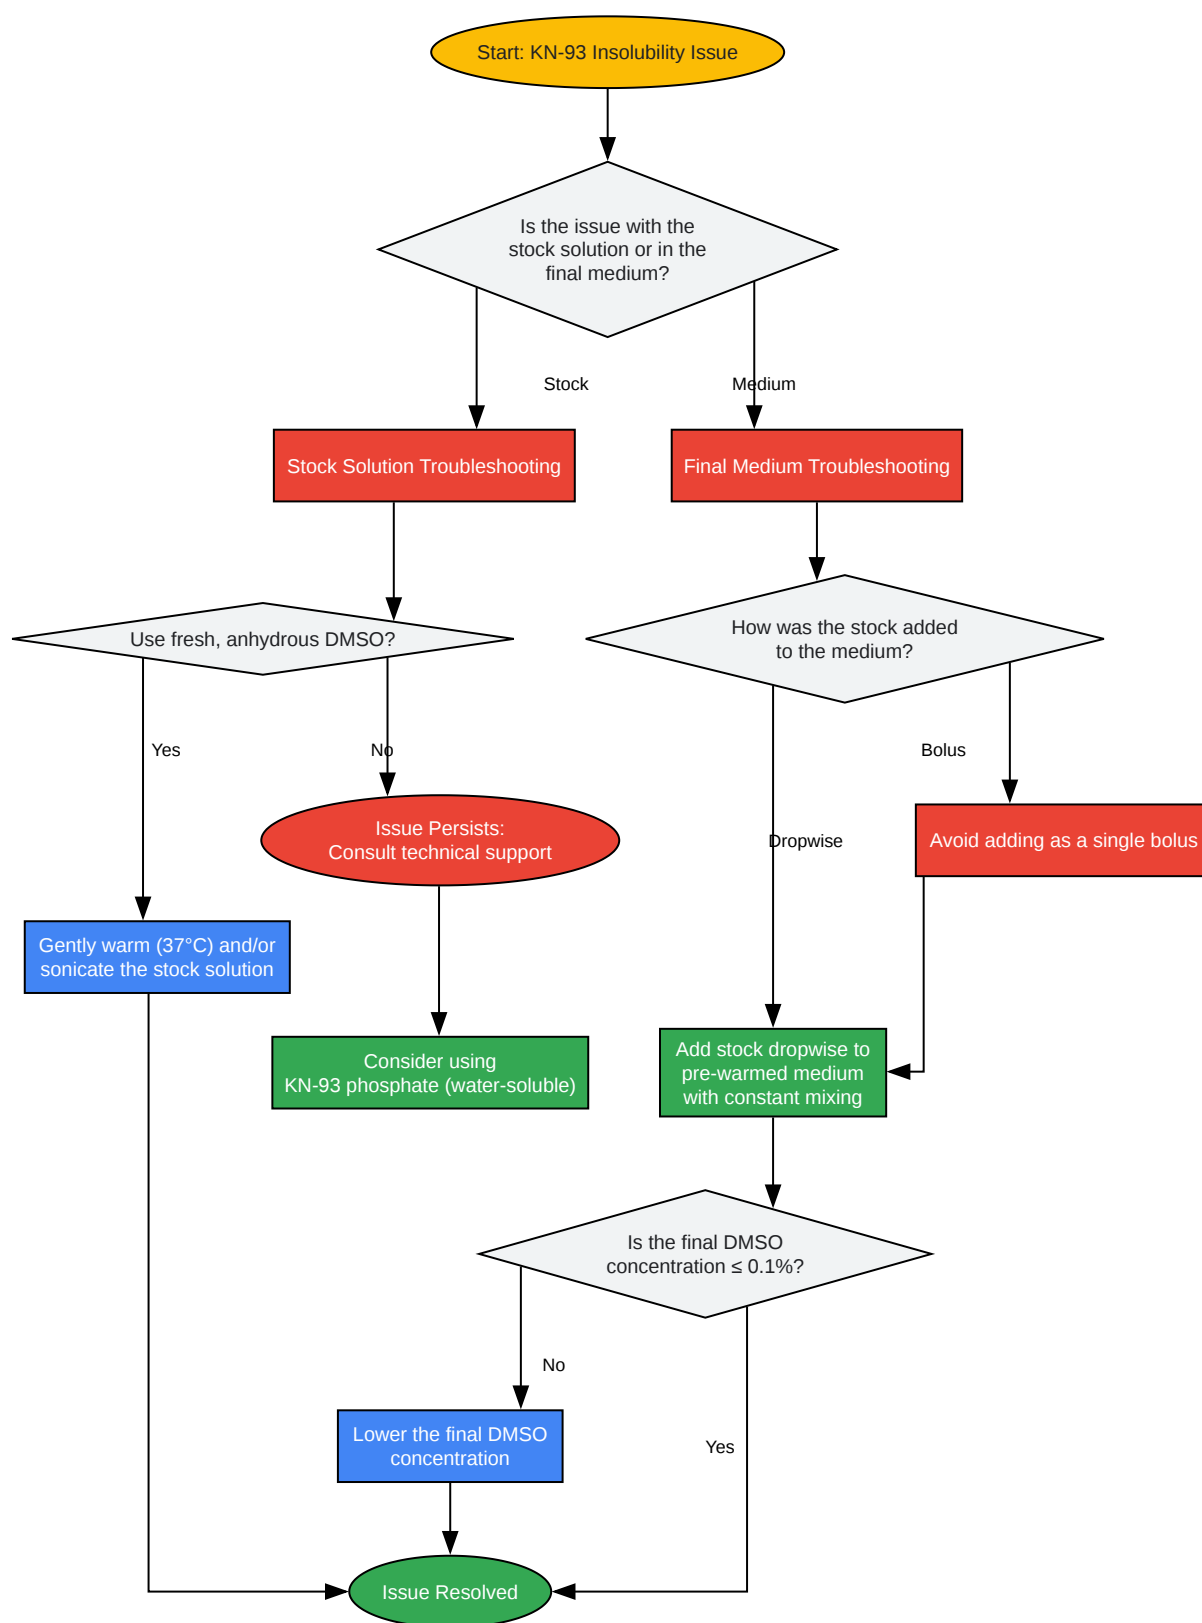 Start: KN-93 Insolubility Issue
Is the issue with the
stock solution or in the
final medium?
Stock
Medium
Stock Solution Troubleshooting
Final Medium Troubleshooting
Use fresh, anhydrous DMSO?
How was the stock added
to the medium?
Yes
No
Bolus
Issue Persists:
Consult technical support
Dropwise
Avoid adding as a single bolus
Gently warm (37°C) and/or
sonicate the stock solution
Consider using
KN-93 phosphate (water-soluble)
Add stock dropwise to
pre-warmed medium
with constant mixing
Is the final DMSO
concentration ≤ 0.1%?
No
Lower the final DMSO
concentration
Yes
Issue Resolved